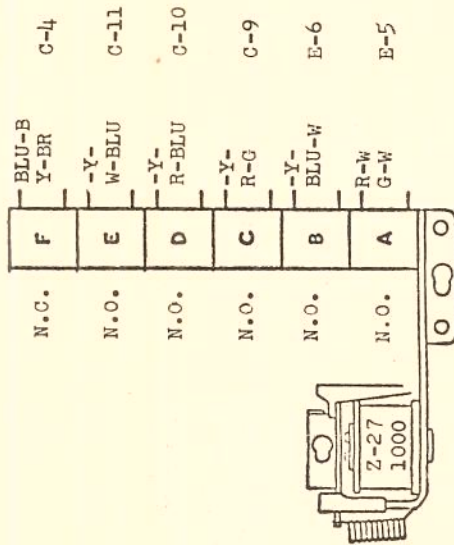 N.C. F BLU-B C-4
Y-BR
N.O. E -Y- C-11
W-BLU
N.O. D -Y- C-10
R-BLU
N.O. C -Y- C-9
R-G
N.O. B -Y- E-6
BLU-W
N.O. A R-W E-5
G-W
Z-27
1000